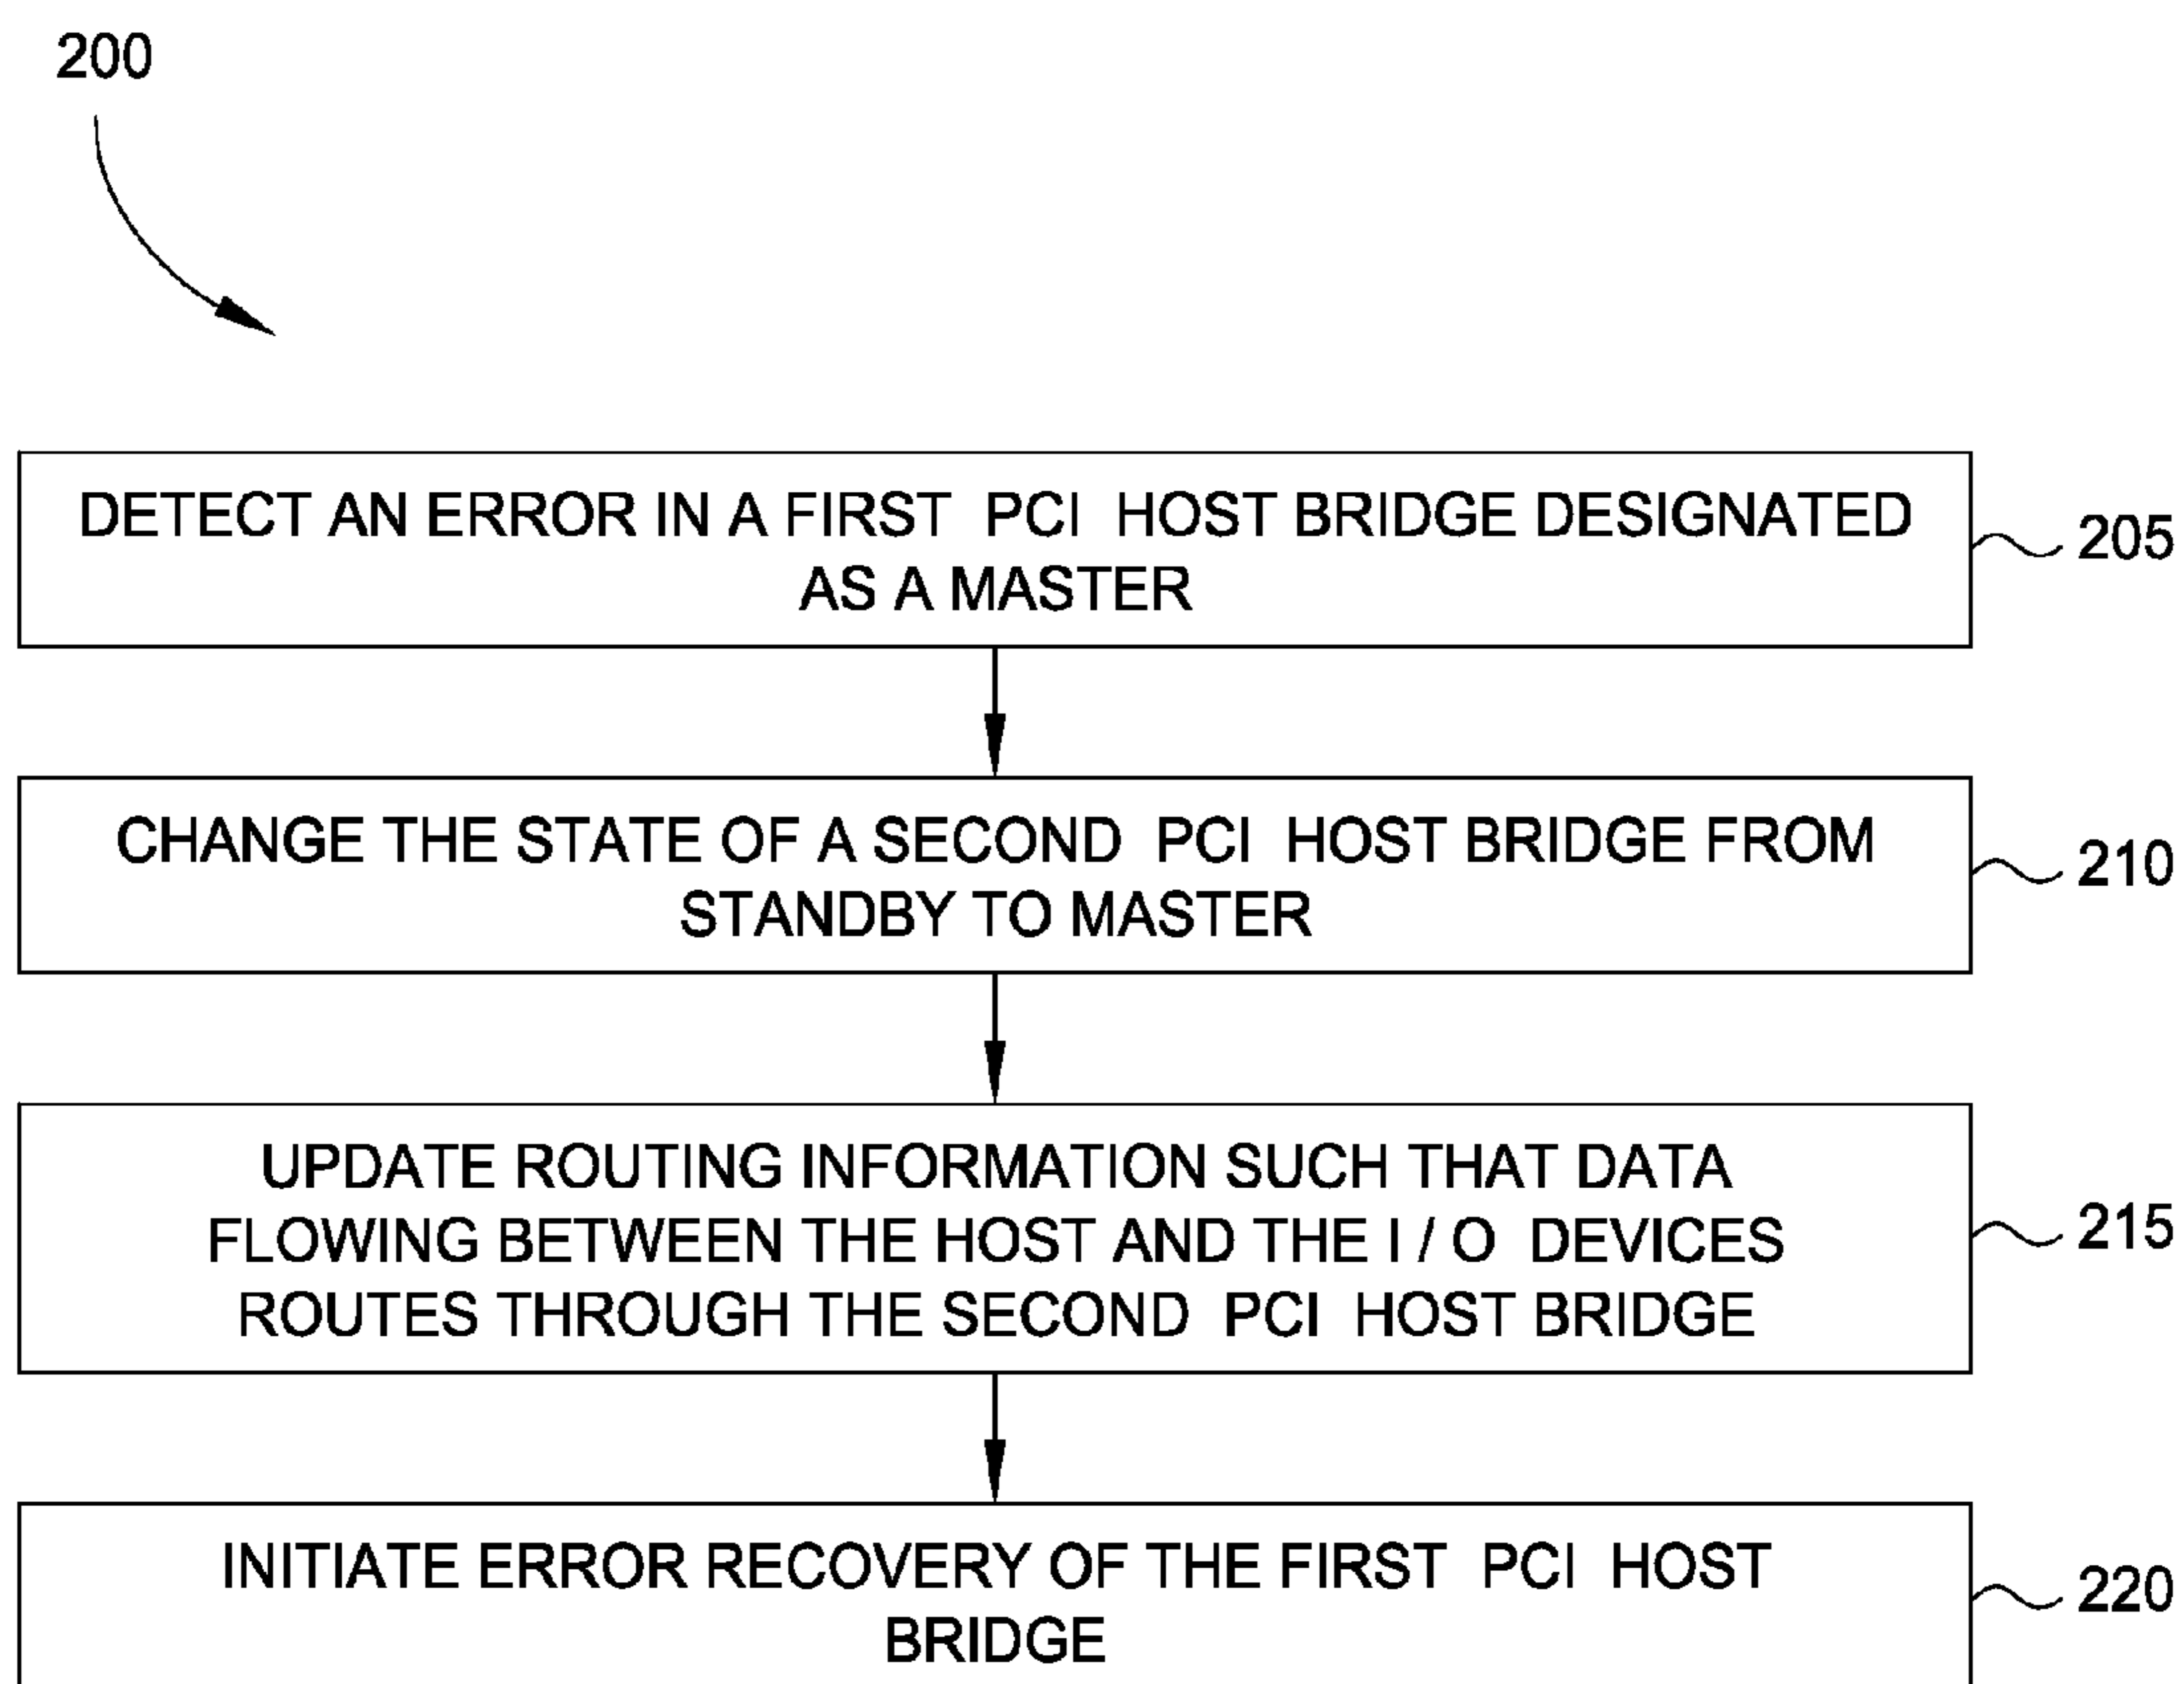 200
DETECT AN ERROR IN A FIRST PCI HOST BRIDGE DESIGNATED
AS A MASTER
205
CHANGE THE STATE OF A SECOND PCI HOST BRIDGE FROM
STANDBY TO MASTER
210
UPDATE ROUTING INFORMATION SUCH THAT DATA
FLOWING BETWEEN THE HOST AND THE I / O DEVICES
ROUTES THROUGH THE SECOND PCI HOST BRIDGE
215
INITIATE ERROR RECOVERY OF THE FIRST PCI HOST
BRIDGE
220